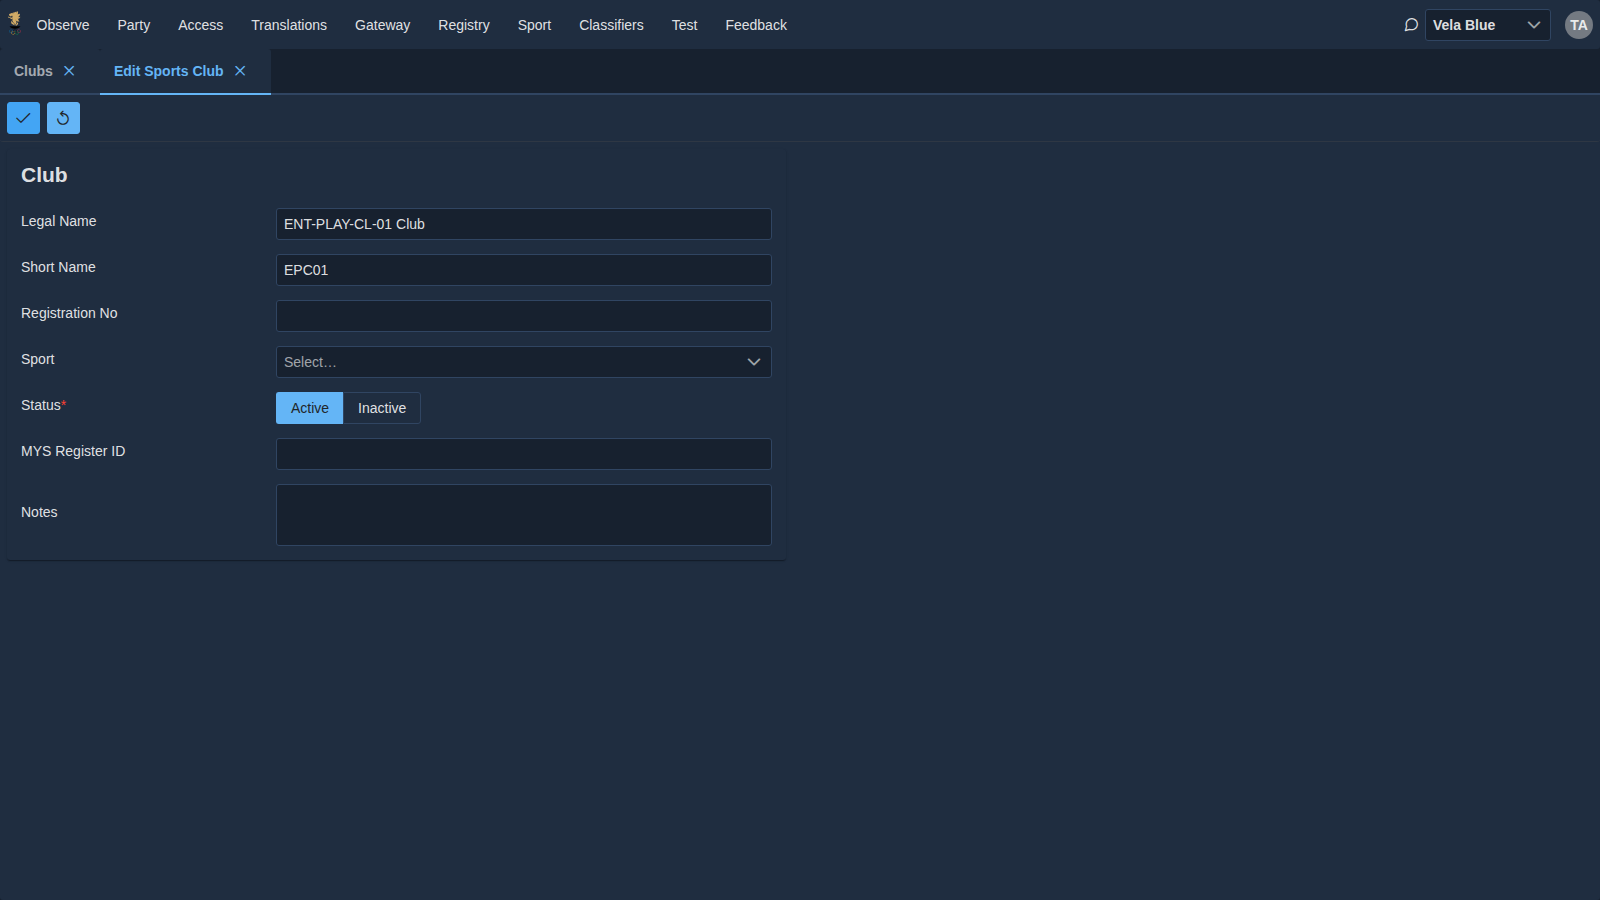 Observe
Party
Access
Translations
Gateway
Registry
Sport
Classifiers
Test
Feedback
Vela Blue
TA
Clubs
Edit Sports Club
Club
Legal Name
ENT-PLAY-CL-01 Club
Short Name
EPC01
Registration No
Sport
Select...
Status*
Active
Inactive
MYS Register ID
Notes